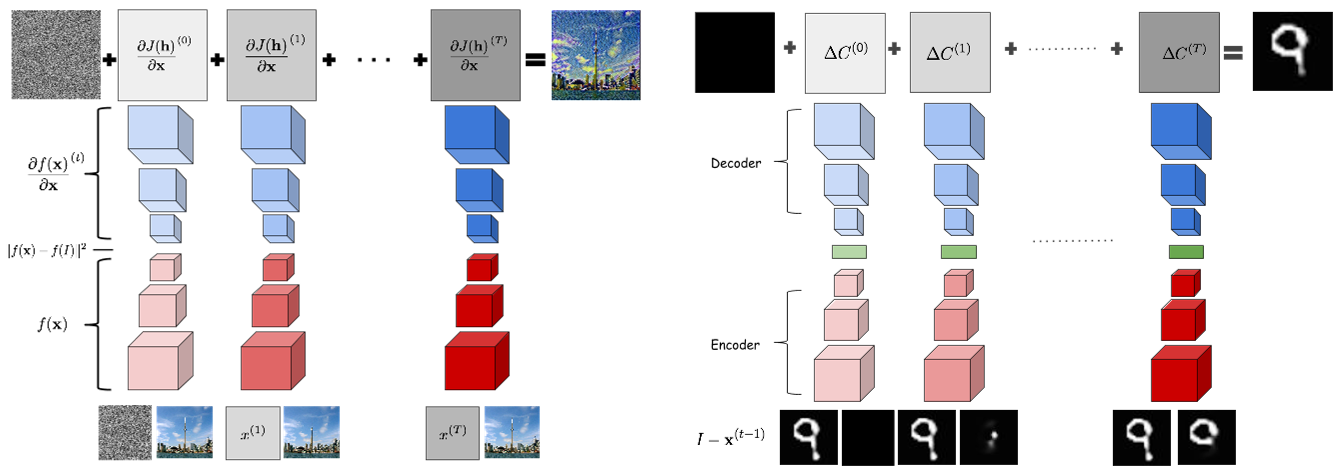 + ∂J(h)^(0)/∂x + ∂J(h)^(1)/∂x + · · · + ∂J(h)^(T)/∂x =
∂f(x)^(t)/∂x
|f(x) − f(I)|²
f(x)
x^(1) x^(T)
+ ΔC^(0) + ΔC^(1) + ········· + ΔC^(T) =
Decoder
··········
Encoder
I − x^(t−1)